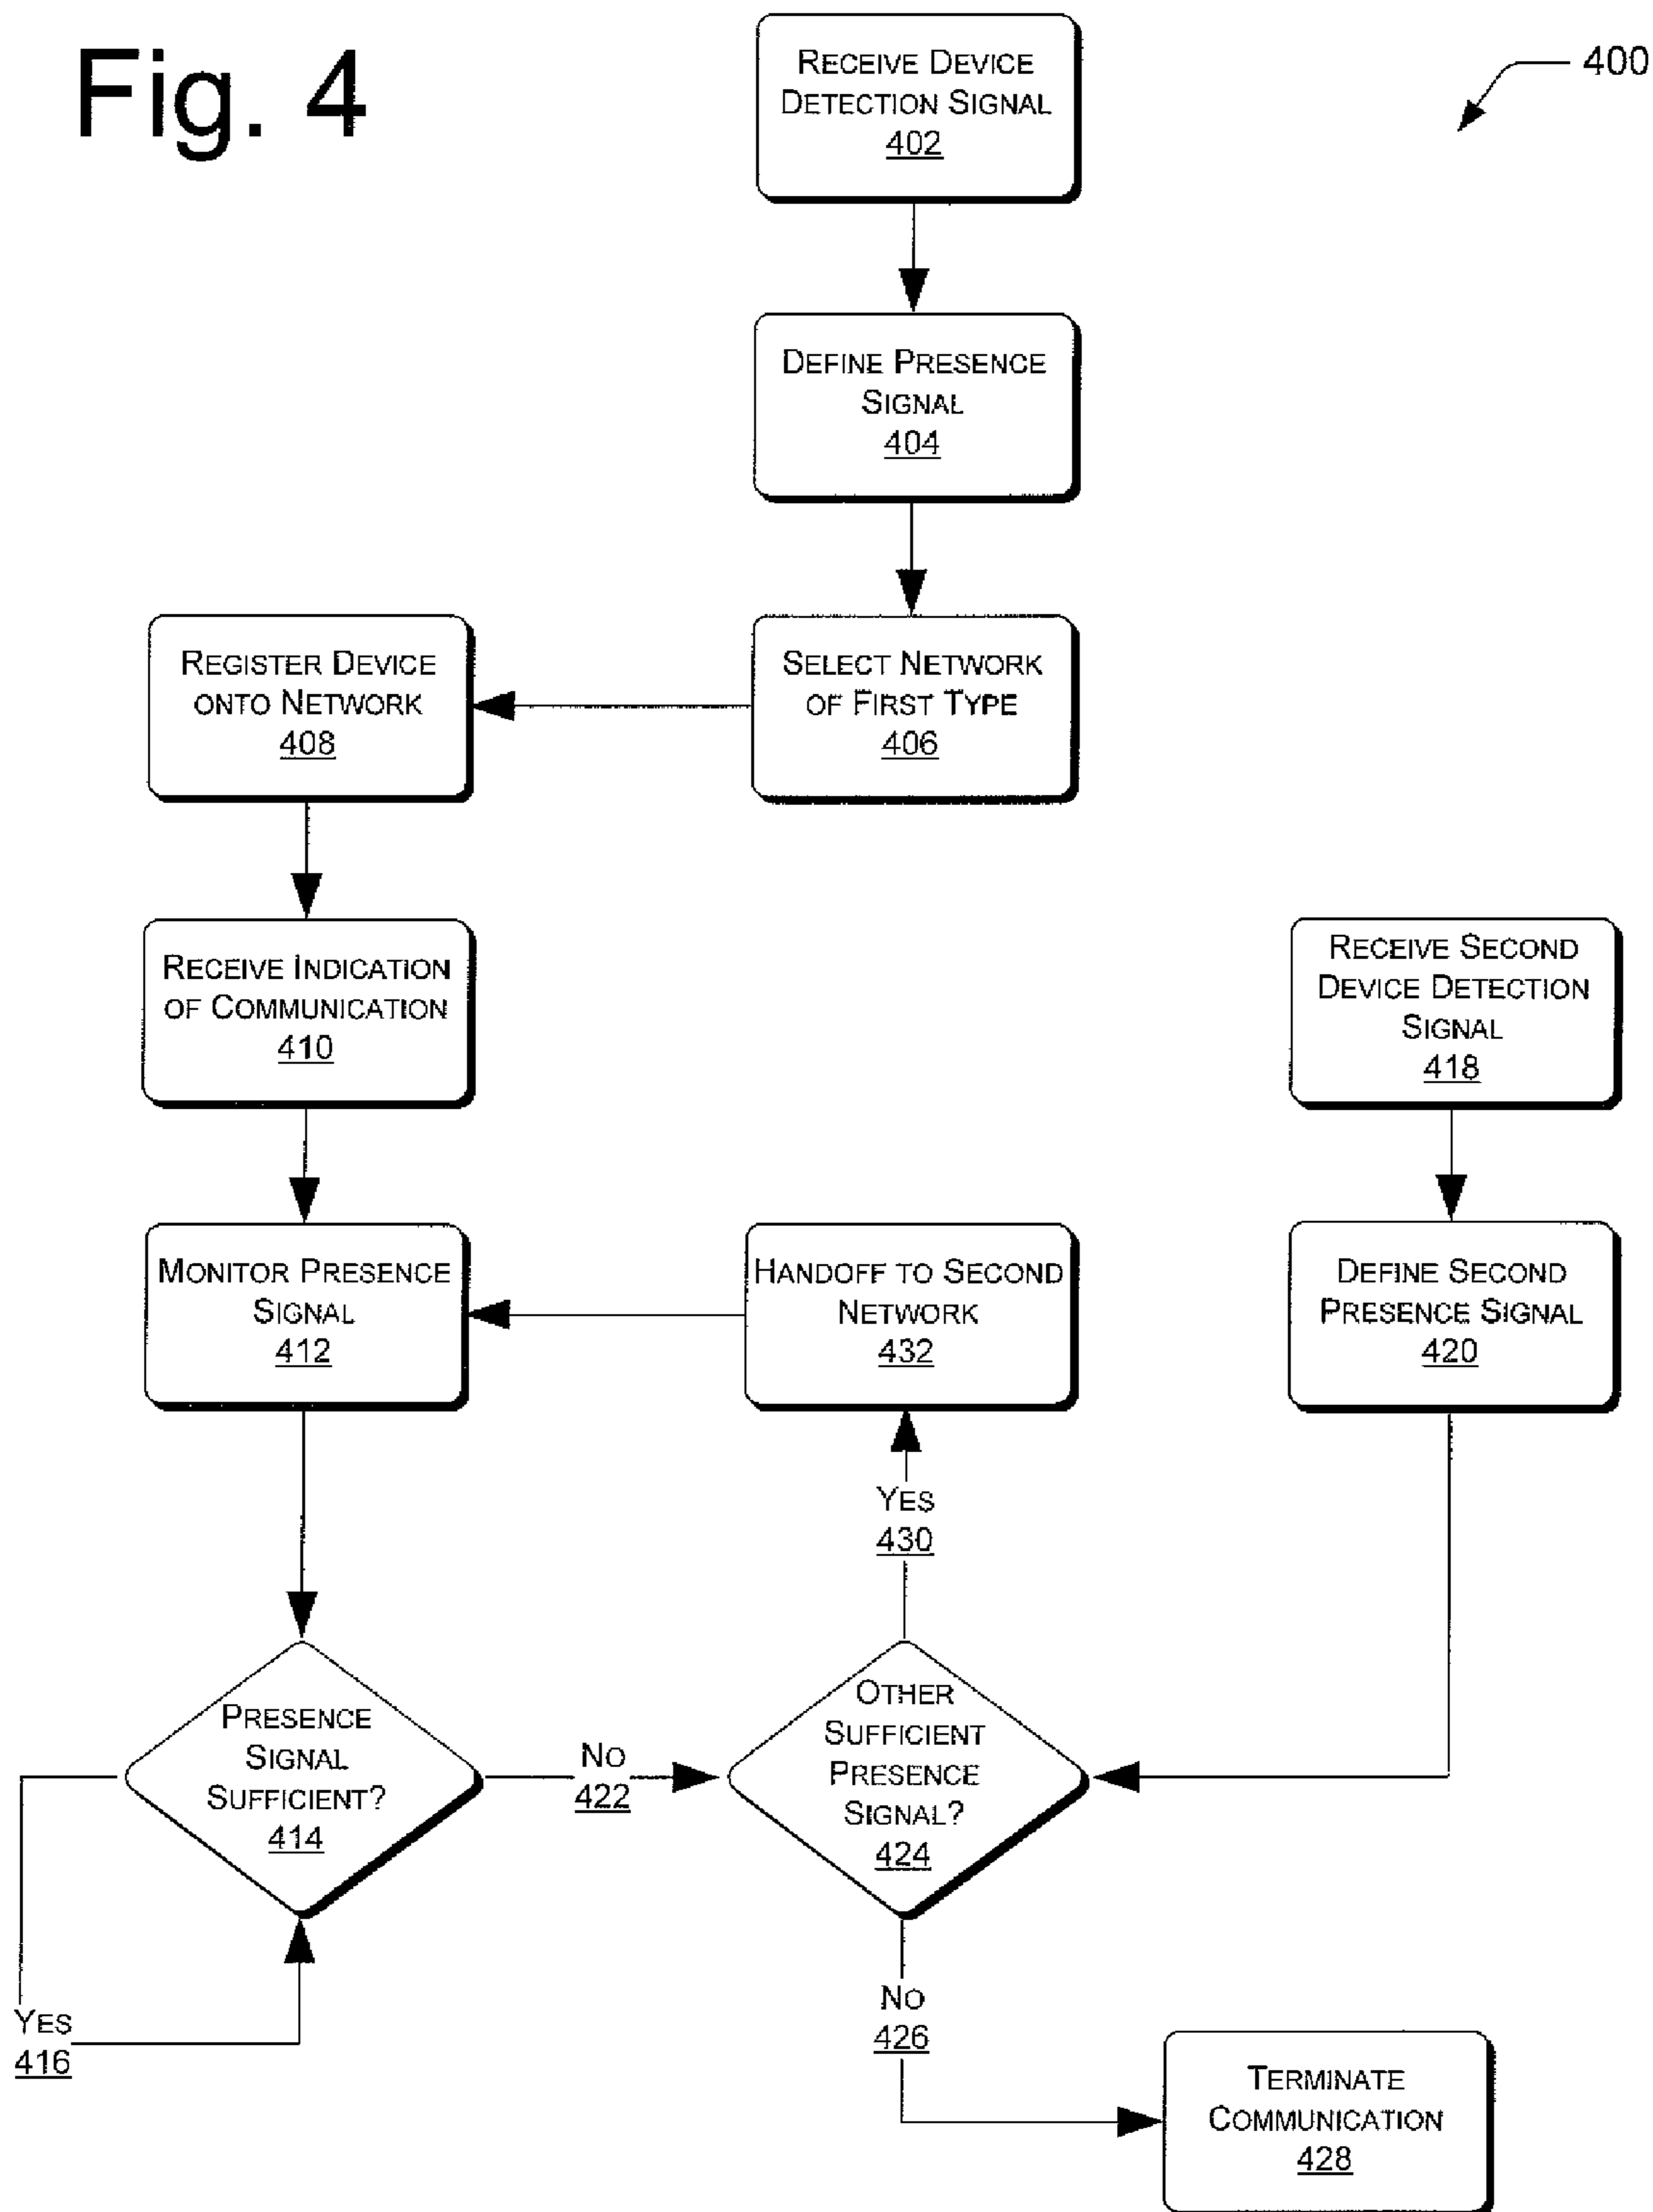 Fig. 4
400
RECEIVE DEVICE
DETECTION SIGNAL
402
DEFINE PRESENCE
SIGNAL
404
SELECT NETWORK
OF FIRST TYPE
406
REGISTER DEVICE
ONTO NETWORK
408
RECEIVE INDICATION
OF COMMUNICATION
410
RECEIVE SECOND
DEVICE DETECTION
SIGNAL
418
MONITOR PRESENCE
SIGNAL
412
HANDOFF TO SECOND
NETWORK
432
DEFINE SECOND
PRESENCE SIGNAL
420
YES
430
PRESENCE
SIGNAL
SUFFICIENT?
414
NO
422
OTHER
SUFFICIENT
PRESENCE
SIGNAL?
424
YES
416
NO
426
TERMINATE
COMMUNICATION
428